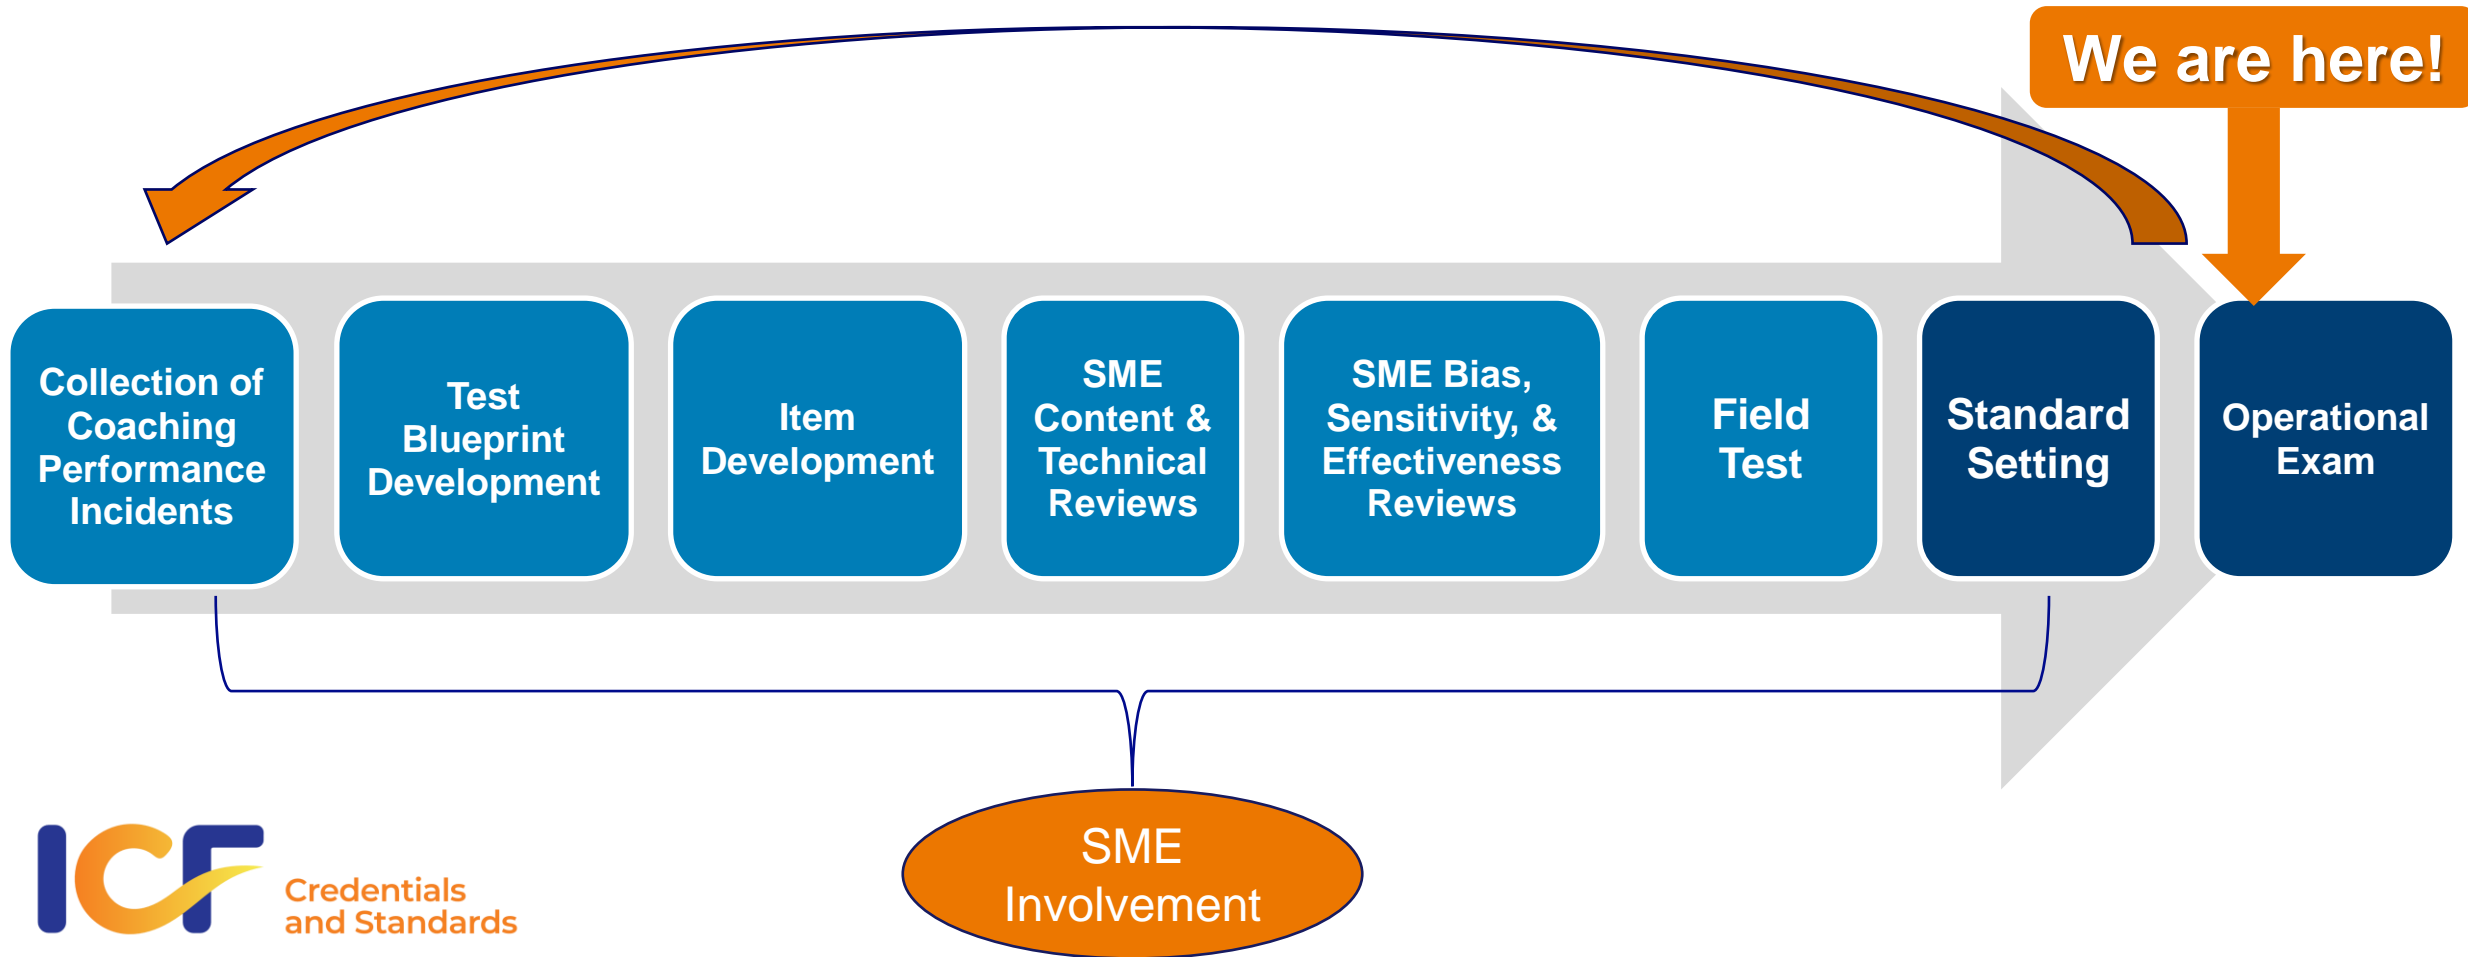 We are here!
Collection of
Coaching
Performance
Incidents
Test
Blueprint
Development
Item
Development
SME
Content &
Technical
Reviews
SME Bias,
Sensitivity, &
Effectiveness
Reviews
Field
Test
Standard
Setting
Operational
Exam
SME
Involvement
ICF
Credentials
and Standards